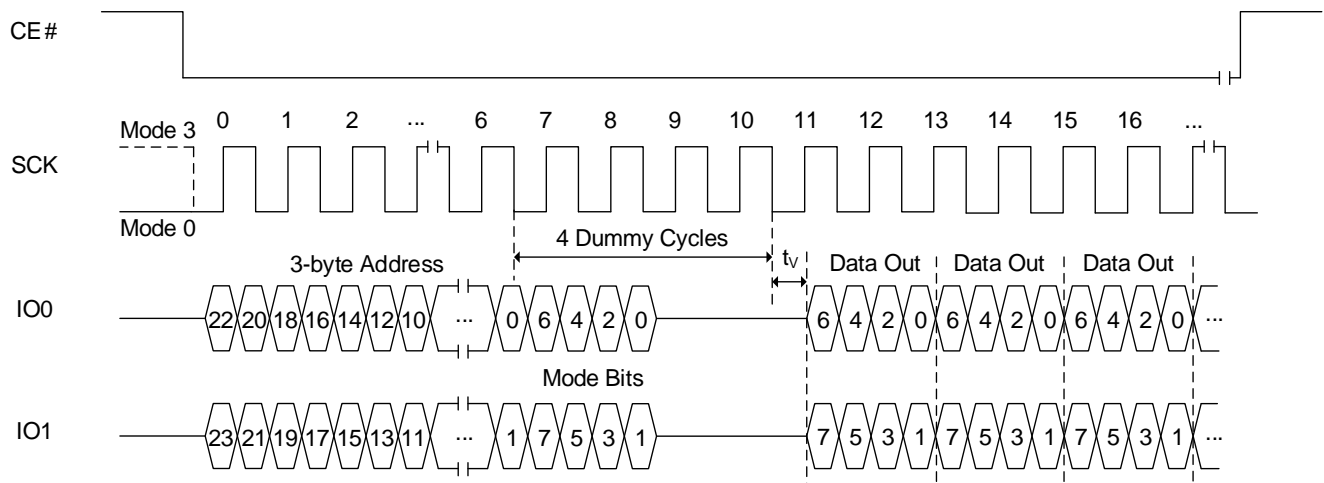 CE#
0 1 2 ... 6 7 8 9 10 11 12 13 14 15 16 ...
Mode 3
SCK
Mode 0
4 Dummy Cycles
3-byte Address
tV
Data Out Data Out Data Out
IO0
22 20 18 16 14 12 10 ... 0 6 4 2 0 6 4 2 0 6 4 2 0 6 4 2 0 ...
Mode Bits
IO1
23 21 19 17 15 13 11 ... 1 7 5 3 1 7 5 3 1 7 5 3 1 7 5 3 1 ...